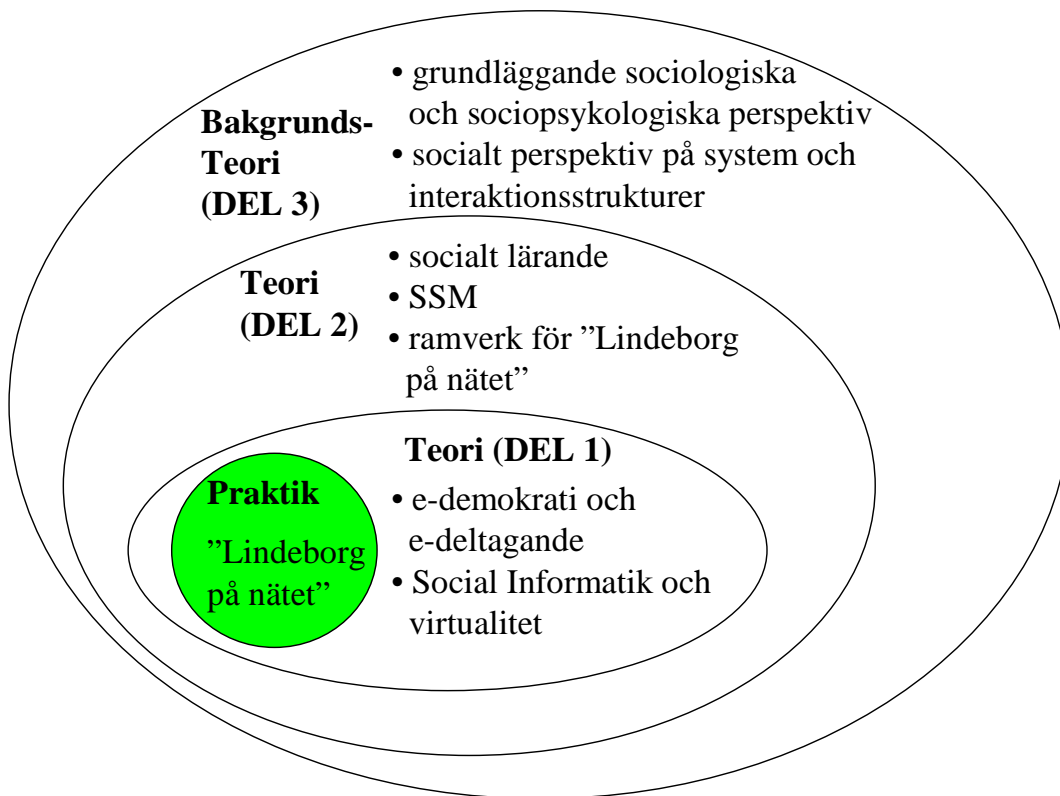 Bakgrunds-
Teori
(DEL 3)
• grundläggande sociologiska
och sociopsykologiska perspektiv
• socialt perspektiv på system och
interaktionsstrukturer
Teori
(DEL 2)
• socialt lärande
• SSM
• ramverk för ”Lindeborg
på nätet”
Teori (DEL 1)
• e-demokrati och
e-deltagande
• Social Informatik och
virtualitet
Praktik
”Lindeborg
på nätet”